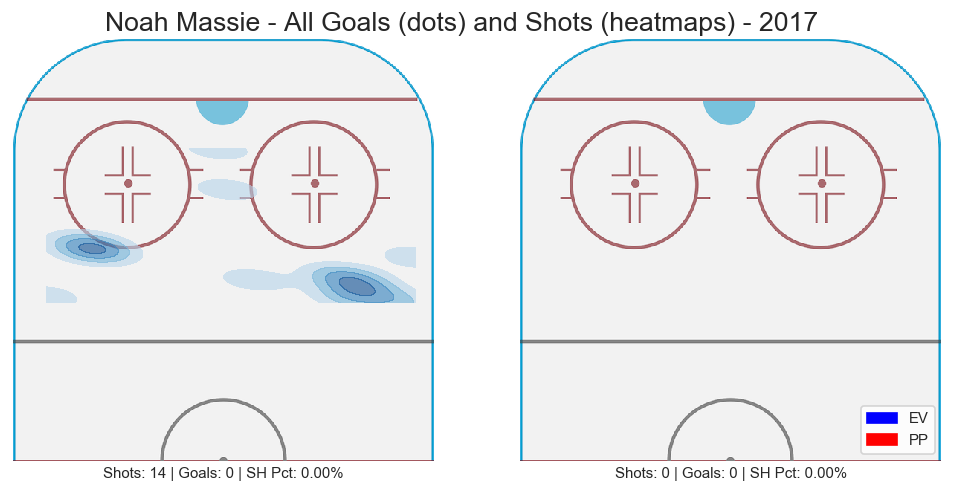 Noah Massie - All Goals (dots) and Shots (heatmaps) - 2017
EV
PP
Shots: 14 | Goals: 0 | SH Pct: 0.00%
Shots: 0 | Goals: 0 | SH Pct: 0.00%